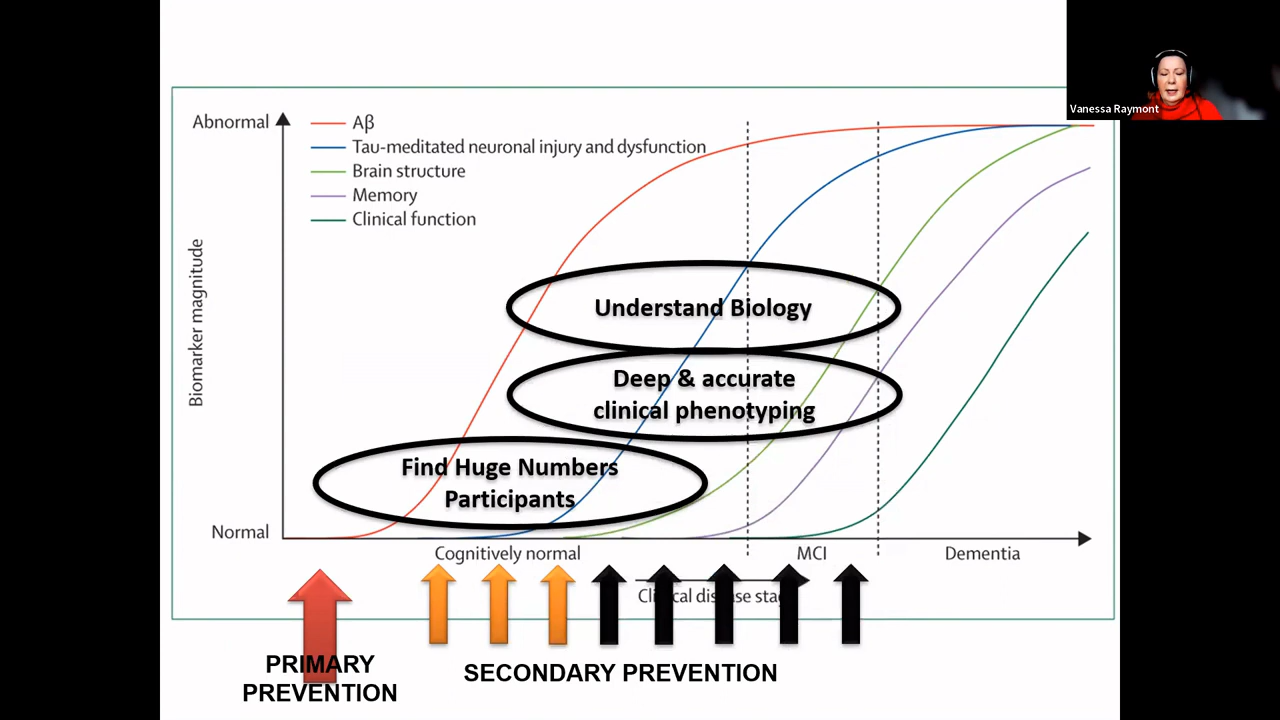 Vanessa Raymont
Abnormal
Aβ
Tau-meditated neuronal injury and dysfunction
Brain structure
Memory
Clinical function
Biomarker magnitude
Understand Biology
Deep & accurate
clinical phenotyping
Find Huge Numbers
Participants
Normal
Cognitively normal
MCI
Dementia
PRIMARY
PREVENTION
SECONDARY PREVENTION